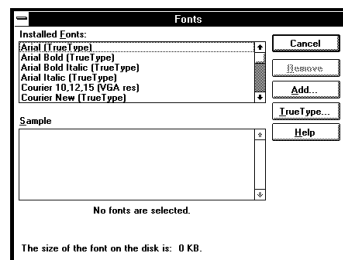 Fonts
Installed Fonts:
Arial (TrueType)
Arial Bold (TrueType)
Arial Bold Italic (TrueType)
Arial Italic (TrueType)
Courier 10,12,15 (VGA res)
Courier New (TrueType)
Cancel
Remove
Add...
TrueType...
Help
Sample
No fonts are selected.
The size of the font on the disk is: 0 KB.